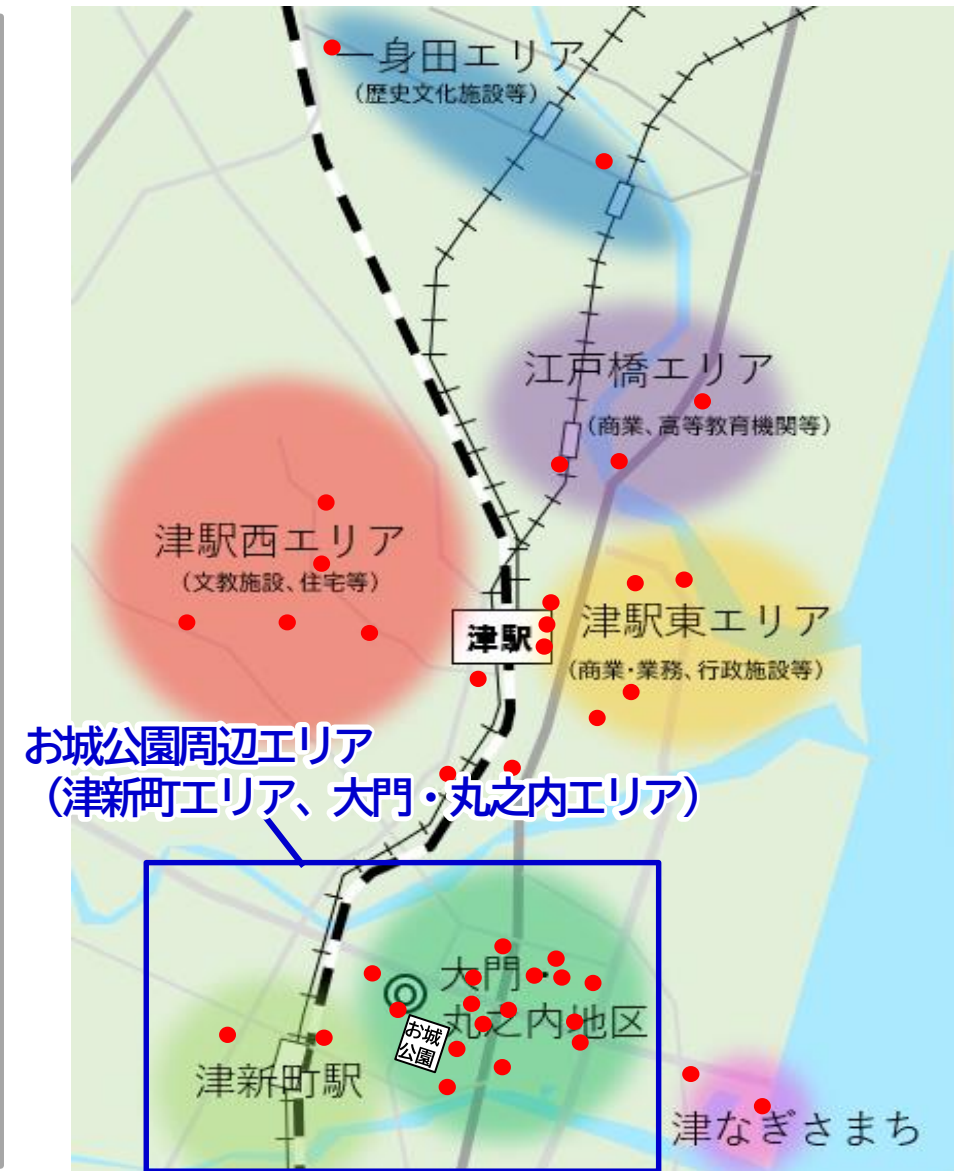 一身田エリア
（歴史文化施設等）
江戸橋エリア
（商業、高等教育機関等）
津駅西エリア
（文教施設、住宅等）
津駅
津駅東エリア
（商業・業務、行政施設等）
お城公園周辺エリア
（津新町エリア、大門・丸之内エリア）
大門・
丸之内地区
お城
公園
津新町駅
津なぎさまち